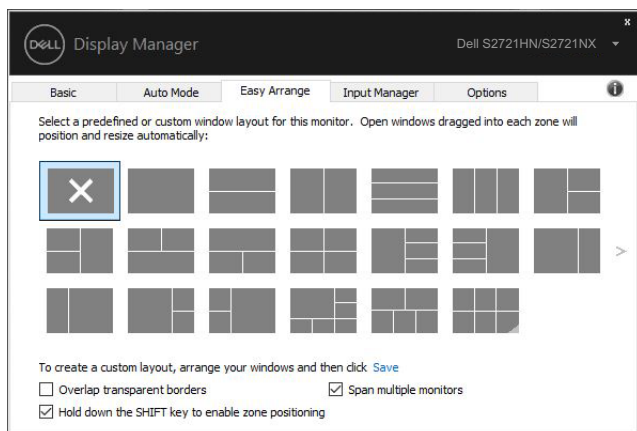 x
DELL Display Manager Dell S2721HN/S2721NX
Basic Auto Mode Easy Arrange Input Manager Options
Select a predefined or custom window layout for this monitor. Open windows dragged into each zone will
position and resize automatically:
To create a custom layout, arrange your windows and then click Save
Overlap transparent borders Span multiple monitors
Hold down the SHIFT key to enable zone positioning